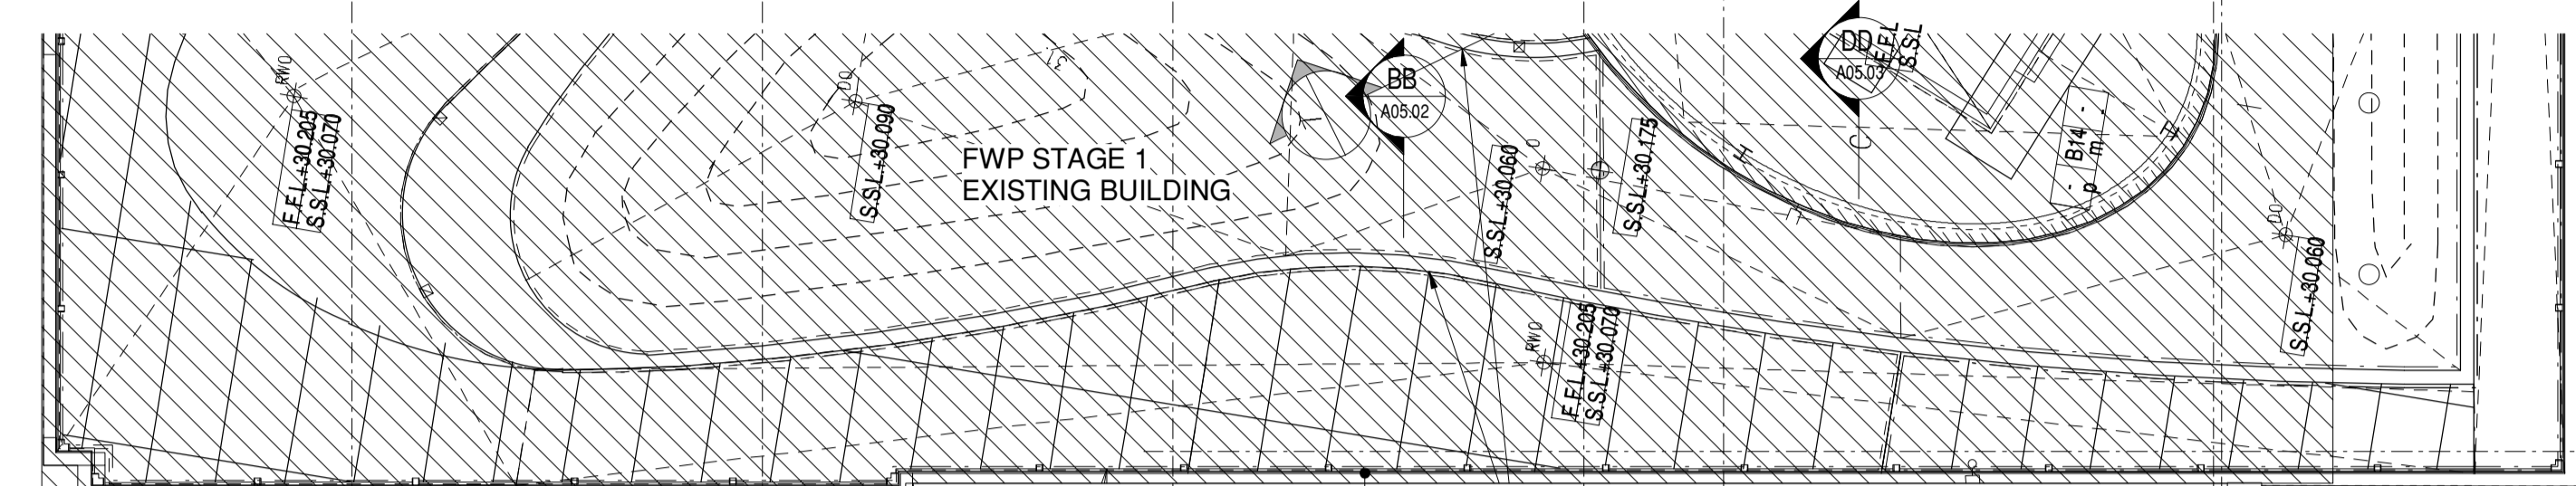 RWO
F.F.L.+30.205
S.S.L.+30.070
DO
S.S.L.+30.090
FWP STAGE 1
EXISTING BUILDING
BB
A05.02
S.S.L.+30.060
S.S.L.+30.175
RWO
F.F.L.+30.205
S.S.L.+30.070
DD
A05.03
F.F.L
S.S.L
B14
DO
S.S.L.+30.060